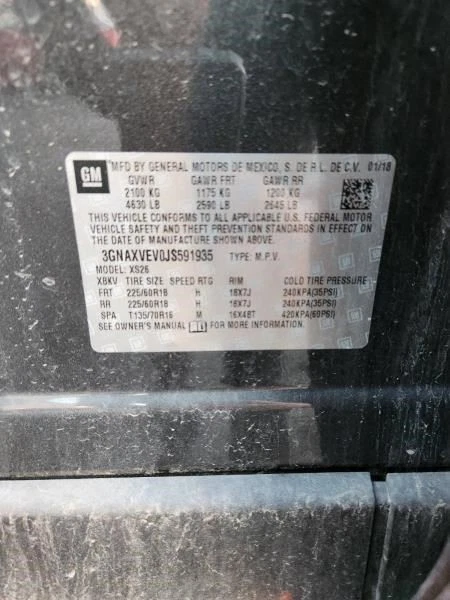 GM MFD BY GENERAL MOTORS DE MEXICO, S. DE R.L. DE C.V. 01/18
GVWR GAWR FRT GAWR RR
2100 KG 1175 KG 1200 KG
4630 LB 2590 LB 2645 LB
THIS VEHICLE CONFORMS TO ALL APPLICABLE U.S. FEDERAL MOTOR
VEHICLE SAFETY AND THEFT PREVENTION STANDARDS IN EFFECT ON
THE DATE OF MANUFACTURE SHOWN ABOVE.
3GNAXVEV0JS591935 TYPE: M.P.V.
MODEL: XS26
XBKV TIRE SIZE SPEED RTG RIM COLD TIRE PRESSURE
FRT 225/60R18 H 18X7J 240KPA(35PSI)
RR 225/60R18 H 18X7J 240KPA(35PSI)
SPA T135/70R16 M 16X4BT 420KPA(60PSI)
SEE OWNER'S MANUAL FOR MORE INFORMATION.